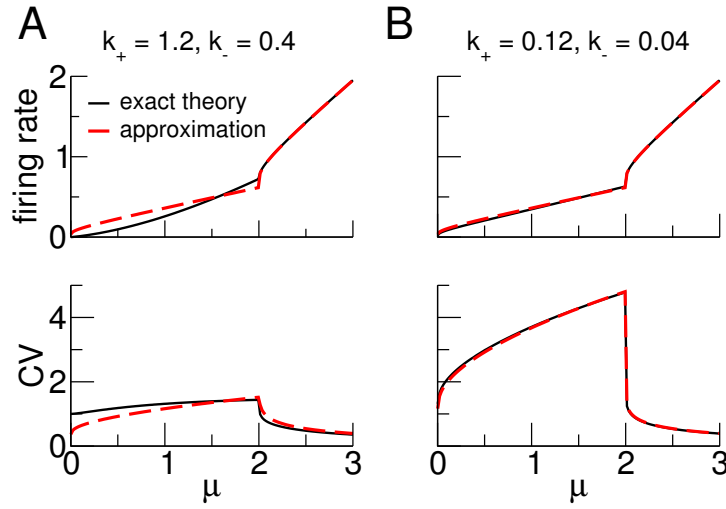 A
k₊ = 1.2, k₋ = 0.4
B
k₊ = 0.12, k₋ = 0.04
firing rate
2
1
0
exact theory
approximation
CV
4
2
0
0
1
2
3
μ
0
1
2
3
μ